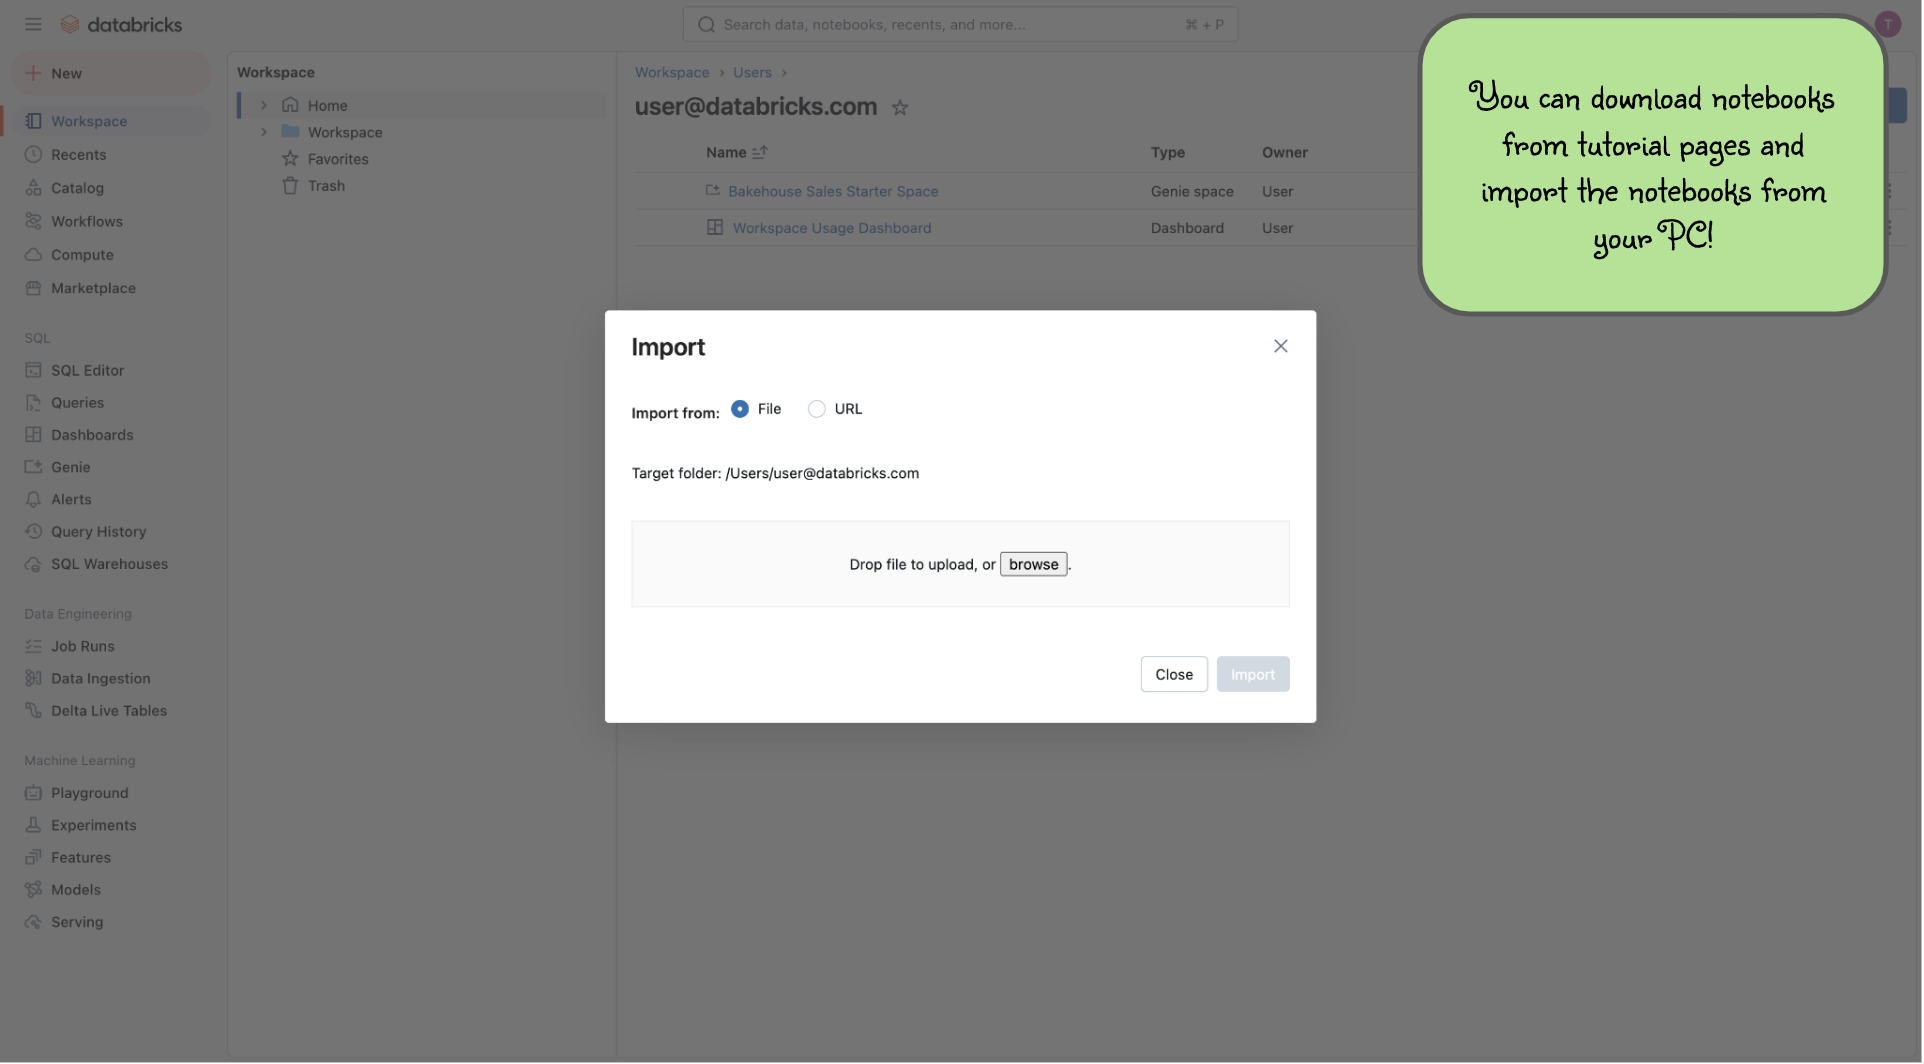 databricks
Search data, notebooks, recents, and more...
⌘ + P
T
New
Workspace
Recents
Catalog
Workflows
Compute
Marketplace
SQL
SQL Editor
Queries
Dashboards
Genie
Alerts
Query History
SQL Warehouses
Data Engineering
Job Runs
Data Ingestion
Delta Live Tables
Machine Learning
Playground
Experiments
Features
Models
Serving
Workspace
Home
Workspace
Favorites
Trash
Workspace › Users ›
user@databricks.com
Name Type Owner
Bakehouse Sales Starter Space Genie space User
Workspace Usage Dashboard Dashboard User
You can download notebooks
from tutorial pages and
import the notebooks from
your PC!
Import
Import from: File URL
Target folder: /Users/user@databricks.com
Drop file to upload, or browse.
Close Import